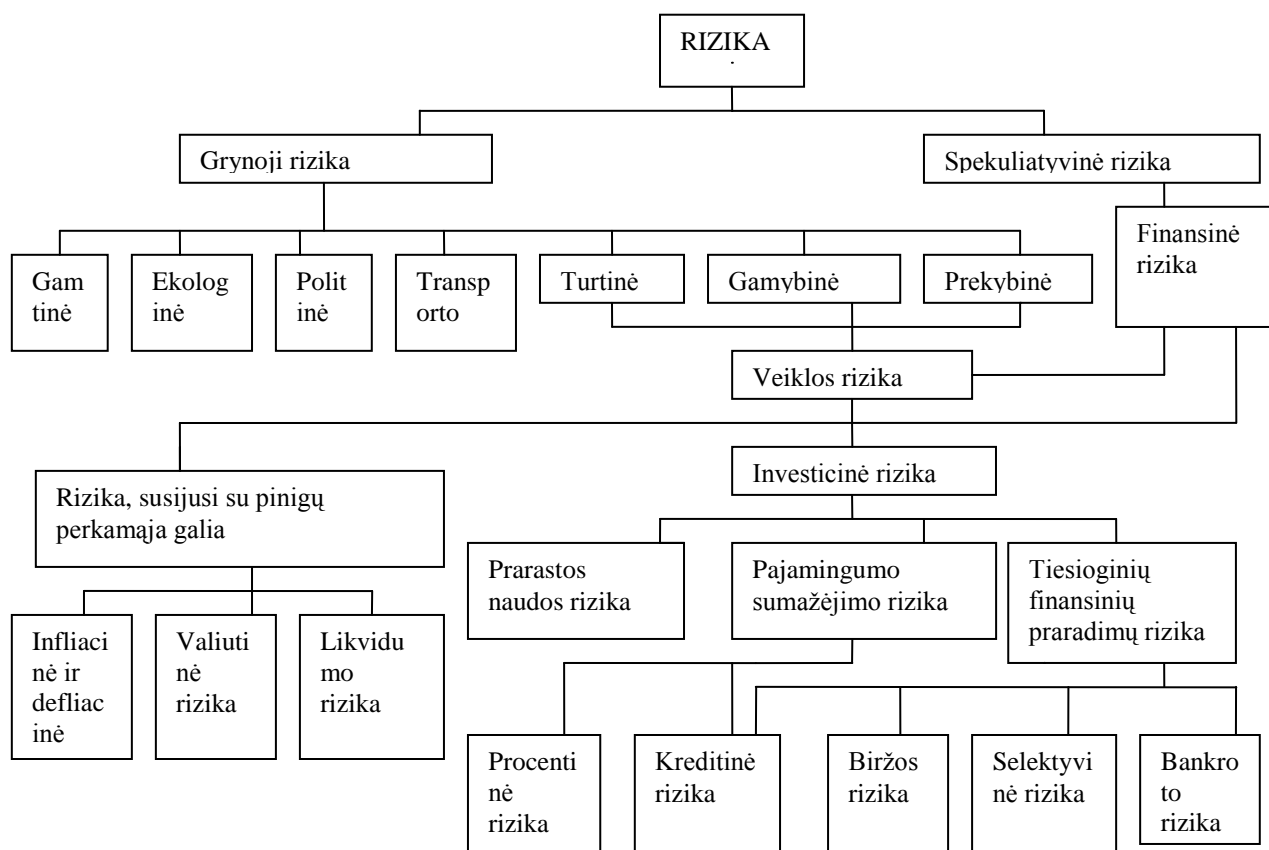 RIZIKA
Grynoji rizika
Spekuliatyvinė rizika
Finansinė
rizika
Gam
tinė
Ekolog
inė
Polit
inė
Transp
orto
Turtinė
Gamybinė
Prekybinė
Veiklos rizika
Rizika, susijusi su pinigų
perkamąja galia
Investicinė rizika
Prarastos
naudos rizika
Pajamingumo
sumažėjimo rizika
Tiesioginių
finansinių
praradimų rizika
Infliaci
nė ir
defliac
inė
Valiuti
nė
rizika
Likvidu
mo
rizika
Procenti
nė
rizika
Kreditinė
rizika
Biržos
rizika
Selektyvi
nė rizika
Bankro
to
rizika